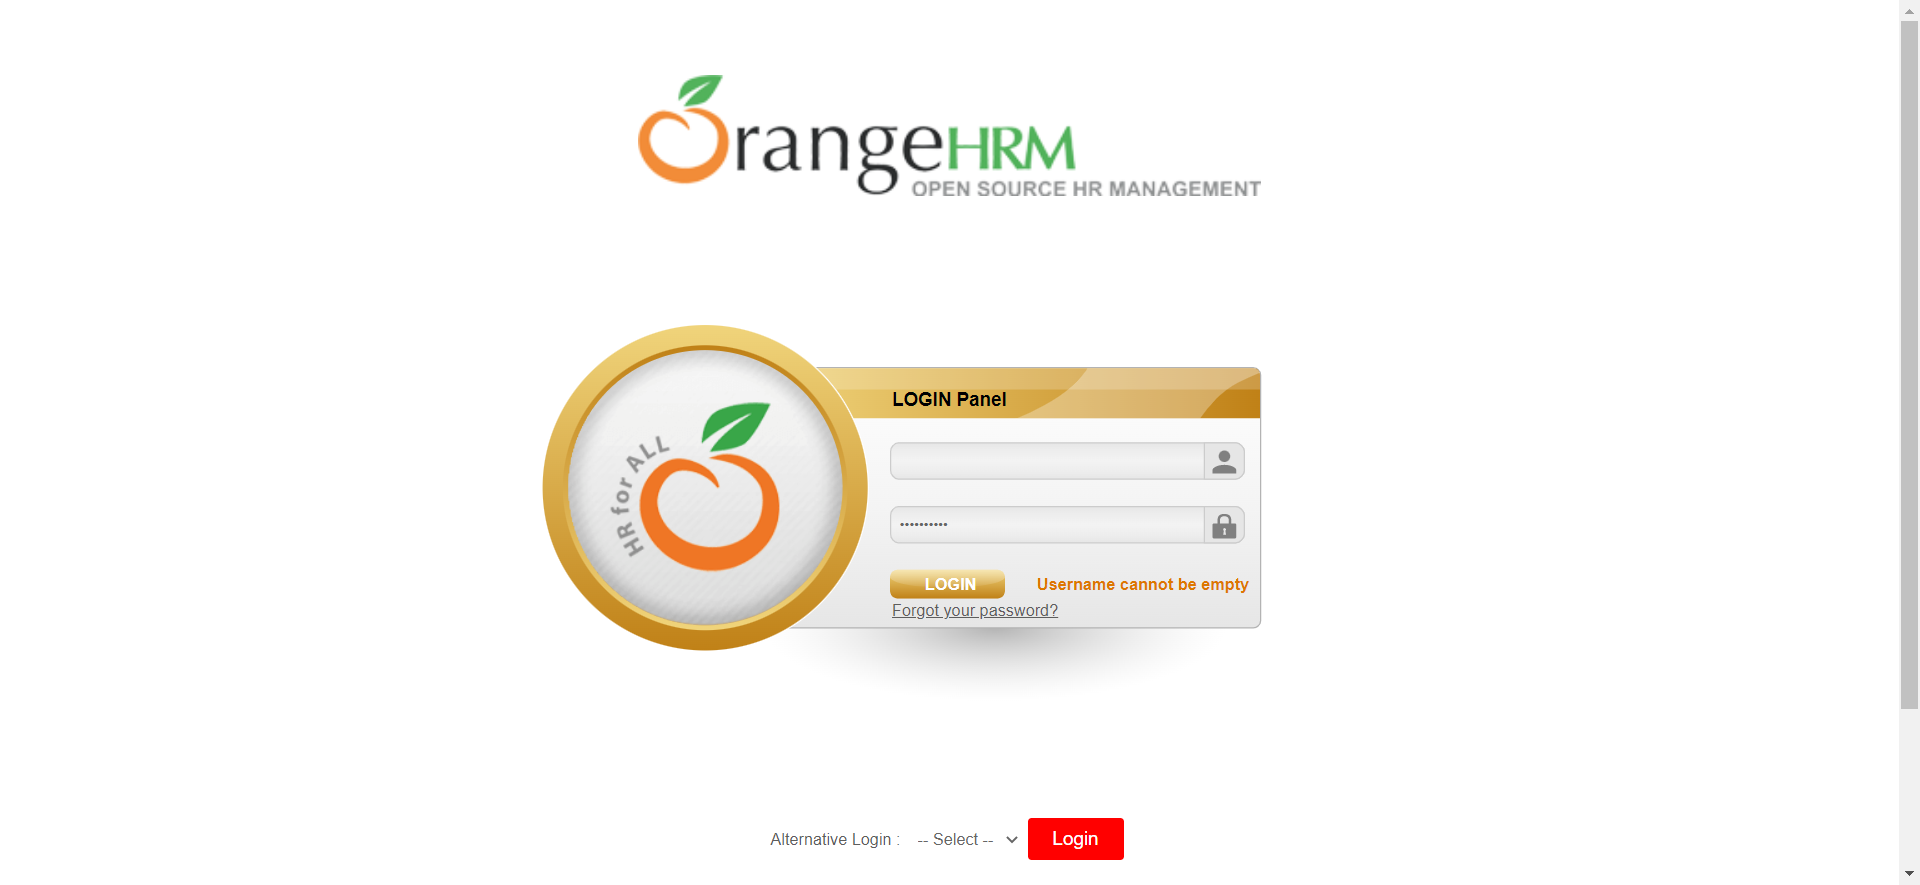 OrangeHRM
OPEN SOURCE HR MANAGEMENT
HR for ALL
LOGIN Panel
••••••••••
LOGIN
Username cannot be empty
Forgot your password?
Alternative Login :
-- Select --
Login